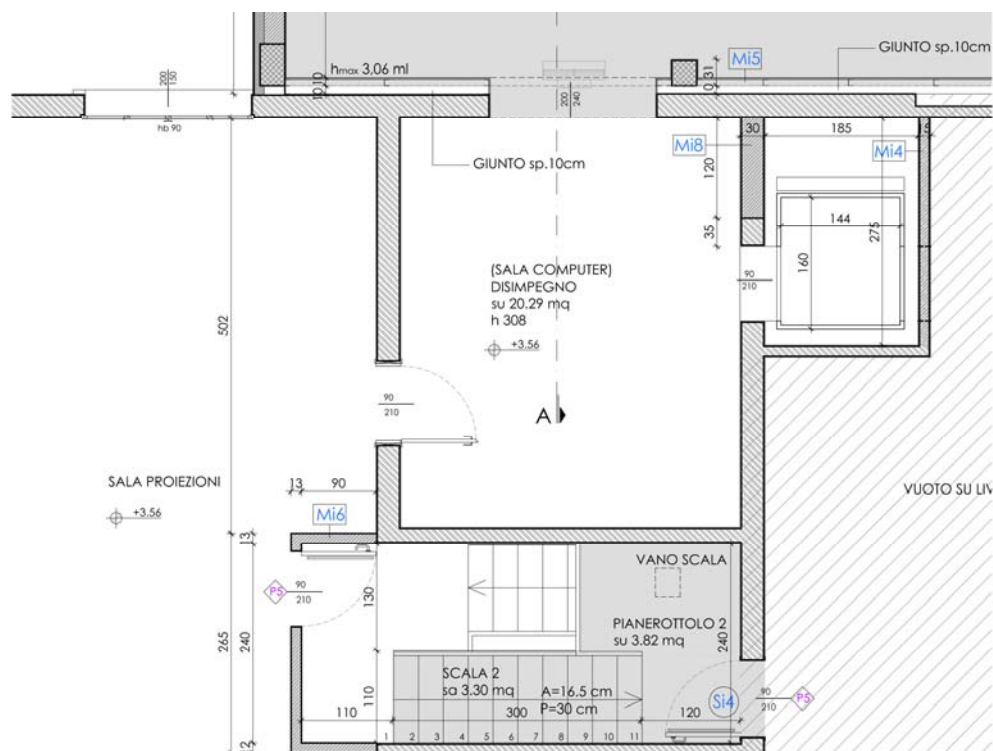 hmax 3.06 ml
10 10
200
150
hb 90
GIUNTO sp.10cm
200
240
Mi5
31
GIUNTO sp.10cm
30
185
15
Mi8
Mi4
120
35
144
160
275
90
210
(SALA COMPUTER)
DISIMPEGNO
su 20.29 mq
h 308
+3.56
502
90
210
A
SALA PROIEZIONI
+3.56
13
90
Mi6
VUOTO SU LIV
13
265
240
12
P5
90
210
130
110
VANO SCALA
PIANEROTTOLO 2
su 3.82 mq
240
SCALA 2
sa 3.30 mq
A=16.5 cm
P=30 cm
110
300
120
Si4
90
210
P5
1 2 3 4 5 6 7 8 9 10 11